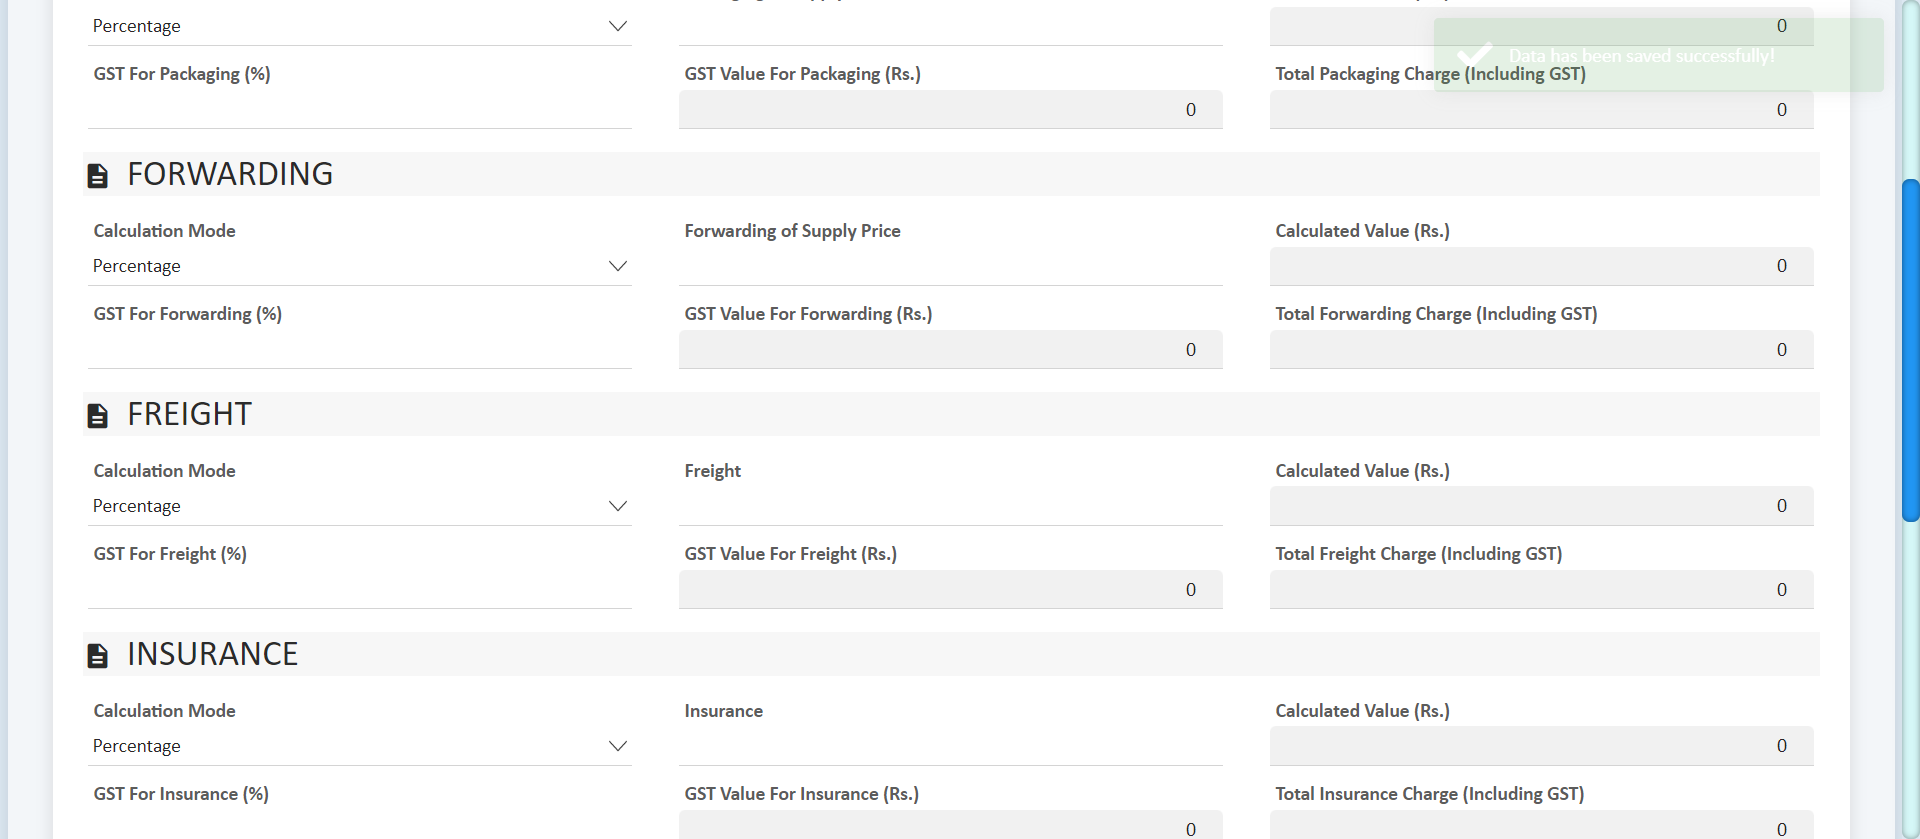 Percentage
0
Data has been saved successfully!
GST For Packaging (%)
GST Value For Packaging (Rs.)
Total Packaging Charge (Including GST)
0
0
FORWARDING
Calculation Mode
Forwarding of Supply Price
Calculated Value (Rs.)
Percentage
0
GST For Forwarding (%)
GST Value For Forwarding (Rs.)
Total Forwarding Charge (Including GST)
0
0
FREIGHT
Calculation Mode
Freight
Calculated Value (Rs.)
Percentage
0
GST For Freight (%)
GST Value For Freight (Rs.)
Total Freight Charge (Including GST)
0
0
INSURANCE
Calculation Mode
Insurance
Calculated Value (Rs.)
Percentage
0
GST For Insurance (%)
GST Value For Insurance (Rs.)
Total Insurance Charge (Including GST)
0
0